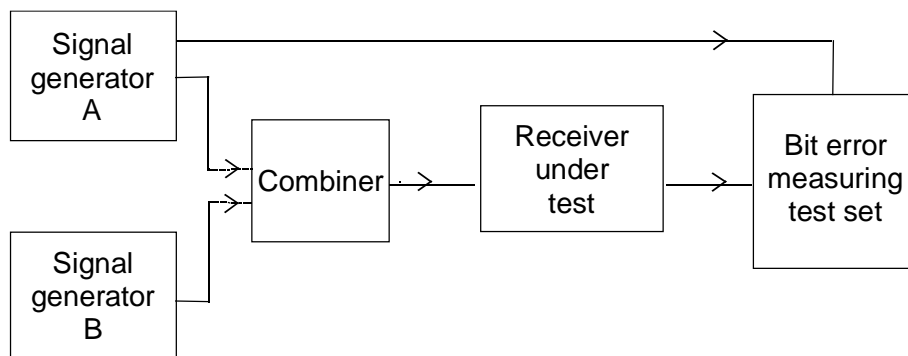 Signal
generator
A
Combiner
Receiver
under
test
Bit error
measuring
test set
Signal
generator
B